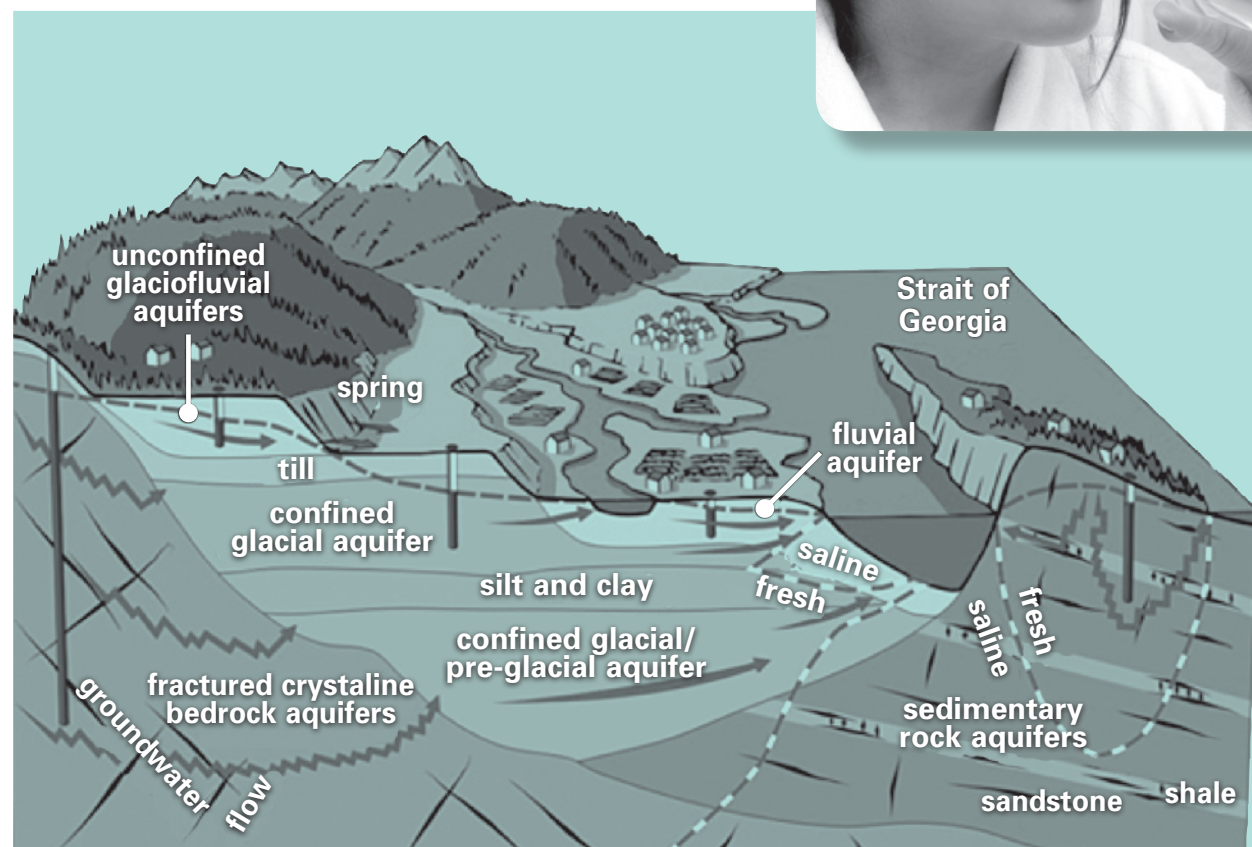 unconfined
glaciofluvial
aquifers
Strait of
Georgia
spring
fluvial
aquifer
till
confined
glacial aquifer
saline
silt and clay
fresh
fresh
saline
confined glacial/
pre-glacial aquifer
fractured crystaline
bedrock aquifers
groundwater
flow
sedimentary
rock aquifers
sandstone
shale